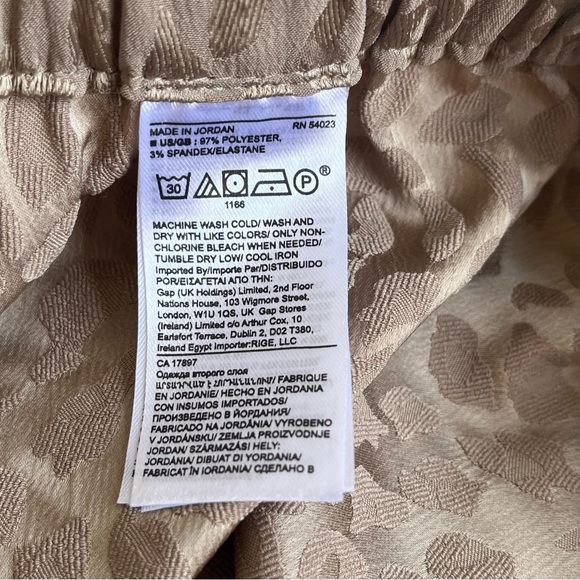 MADE IN JORDAN RN 54023
■ US/GB : 97% POLYESTER,
3% SPANDEX/ELASTANE
30 P ®
1166
MACHINE WASH COLD/ WASH AND
DRY WITH LIKE COLORS/ ONLY NON-
CHLORINE BLEACH WHEN NEEDED/
TUMBLE DRY LOW/ COOL IRON
Imported By/Importe Par/DISTRIBUIDO
POR/ΕΙΣΑΓΕΤΑΙ ΑΠΟ ΤΗΝ:
Gap (UK Holdings) Limited, 2nd Floor
Nations House, 103 Wigmore Street,
London, W1U 1QS, UK Gap Stores
(Ireland) Limited c/o Arthur Cox, 10
Earlsfort Terrace, Dublin 2, D02 T380,
Ireland Egypt importer:RIGE, LLC
CA 17897
Одежда второго слоя
ԱՐՏԱԴՐՎԱԾ Է ՅՈՐԴԱՆԱՆՈՒՄ/ FABRIQUE
EN JORDANIE/ HECHO EN JORDANIA
CON INSUMOS IMPORTADOS/
ПРОИЗВЕДЕНО В ЙОРДАНИЯ/
FABRICADO NA JORDÂNIA/ VYROBENO
V JORDÁNSKU/ ZEMLJA PROIZVODNJE
JORDAN/ SZÁRMAZÁSI HELY:
JORDÁNIA/ DIBUAT DI YORDANIA/
FABRICAT ÎN IORDANIA/ СДЕЛАНО В